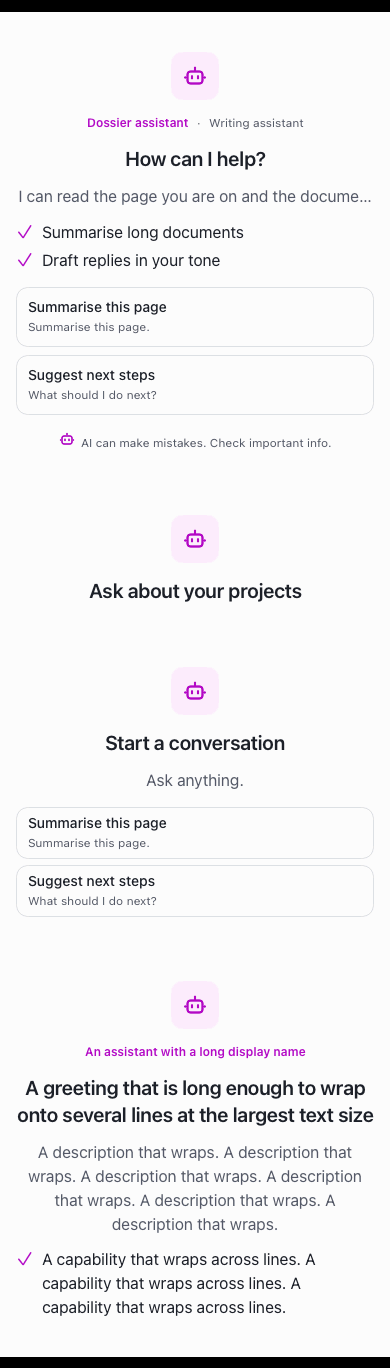 Dossier assistant · Writing assistant
How can I help?
I can read the page you are on and the docume...
Summarise long documents
Draft replies in your tone
Summarise this page
Summarise this page.
Suggest next steps
What should I do next?
AI can make mistakes. Check important info.
Ask about your projects
Start a conversation
Ask anything.
Summarise this page
Summarise this page.
Suggest next steps
What should I do next?
An assistant with a long display name
A greeting that is long enough to wrap
onto several lines at the largest text size
A description that wraps. A description that
wraps. A description that wraps. A description
that wraps. A description that wraps. A
description that wraps.
A capability that wraps across lines. A
capability that wraps across lines. A
capability that wraps across lines.